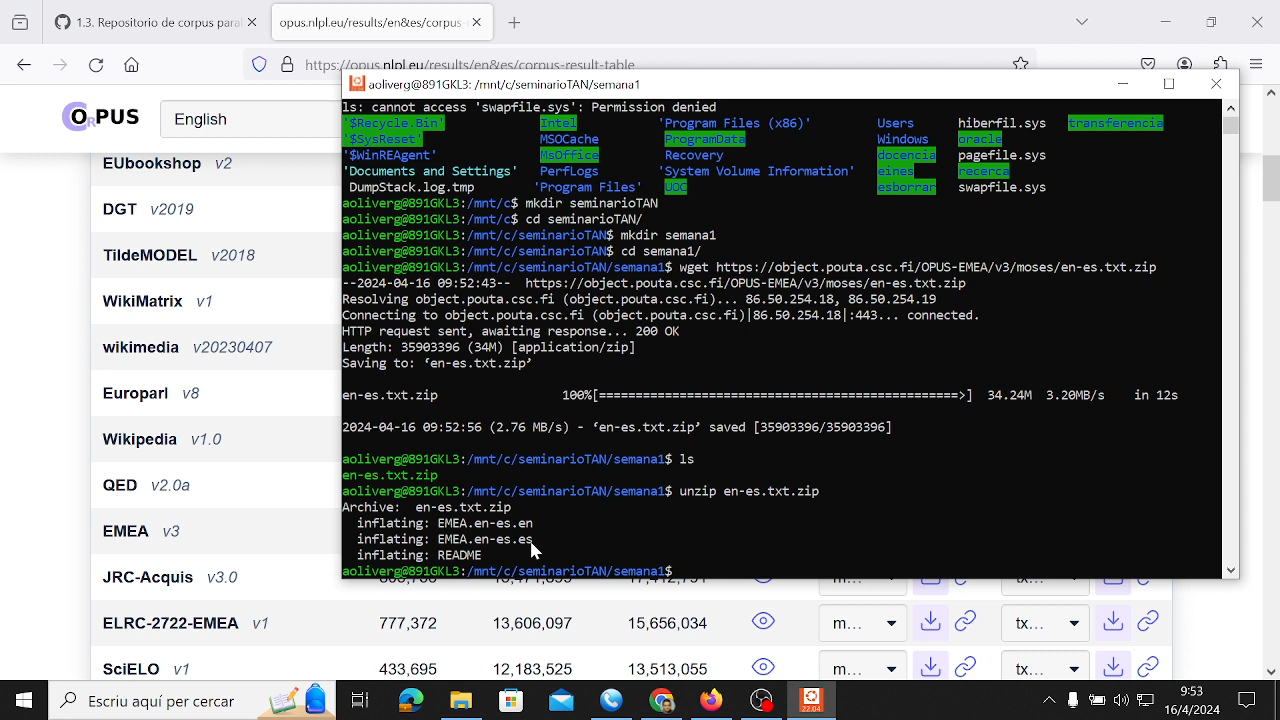 1.3. Repositorio de corpus paral
opus.nlpl.eu/results/en&es/corpus-
https://opus.nlpl.eu/results/en&es/corpus-result-table
OPUS
English
EUbookshop v2
DGT v2019
TildeMODEL v2018
WikiMatrix v1
wikimedia v20230407
Europarl v8
Wikipedia v1.0
QED v2.0a
EMEA v3
JRC-Acquis v3.0
ELRC-2722-EMEA v1 777,372 13,606,097 15,656,034 m... tx...
SciELO v1 433,695 12,183,525 13,513,055 m... tx...
aoliverg@891GKL3: /mnt/c/seminarioTAN/semana1
ls: cannot access 'swapfile.sys': Permission denied
'$Recycle.Bin' Intel 'Program Files (x86)' Users hiberfil.sys transferencia
'$SysReset' MSOCache ProgramData Windows oracle
'$WinREAgent' MsOffice Recovery docencia pagefile.sys
'Documents and Settings' PerfLogs 'System Volume Information' eines recerca
DumpStack.log.tmp 'Program Files' UOC esborrar swapfile.sys
aoliverg@891GKL3:/mnt/c$ mkdir seminarioTAN
aoliverg@891GKL3:/mnt/c$ cd seminarioTAN/
aoliverg@891GKL3:/mnt/c/seminarioTAN$ mkdir semana1
aoliverg@891GKL3:/mnt/c/seminarioTAN$ cd semana1/
aoliverg@891GKL3:/mnt/c/seminarioTAN/semana1$ wget https://object.pouta.csc.fi/OPUS-EMEA/v3/moses/en-es.txt.zip
--2024-04-16 09:52:43-- https://object.pouta.csc.fi/OPUS-EMEA/v3/moses/en-es.txt.zip
Resolving object.pouta.csc.fi (object.pouta.csc.fi)... 86.50.254.18, 86.50.254.19
Connecting to object.pouta.csc.fi (object.pouta.csc.fi)|86.50.254.18|:443... connected.
HTTP request sent, awaiting response... 200 OK
Length: 35903396 (34M) [application/zip]
Saving to: ‘en-es.txt.zip’
en-es.txt.zip 100%[================================================>] 34.24M 3.20MB/s in 12s
2024-04-16 09:52:56 (2.76 MB/s) - ‘en-es.txt.zip’ saved [35903396/35903396]
aoliverg@891GKL3:/mnt/c/seminarioTAN/semana1$ ls
en-es.txt.zip
aoliverg@891GKL3:/mnt/c/seminarioTAN/semana1$ unzip en-es.txt.zip
Archive: en-es.txt.zip
inflating: EMEA.en-es.en
inflating: EMEA.en-es.es
inflating: README
aoliverg@891GKL3:/mnt/c/seminarioTAN/semana1$
Escriu aquí per cercar
22.04
9:53
16/4/2024